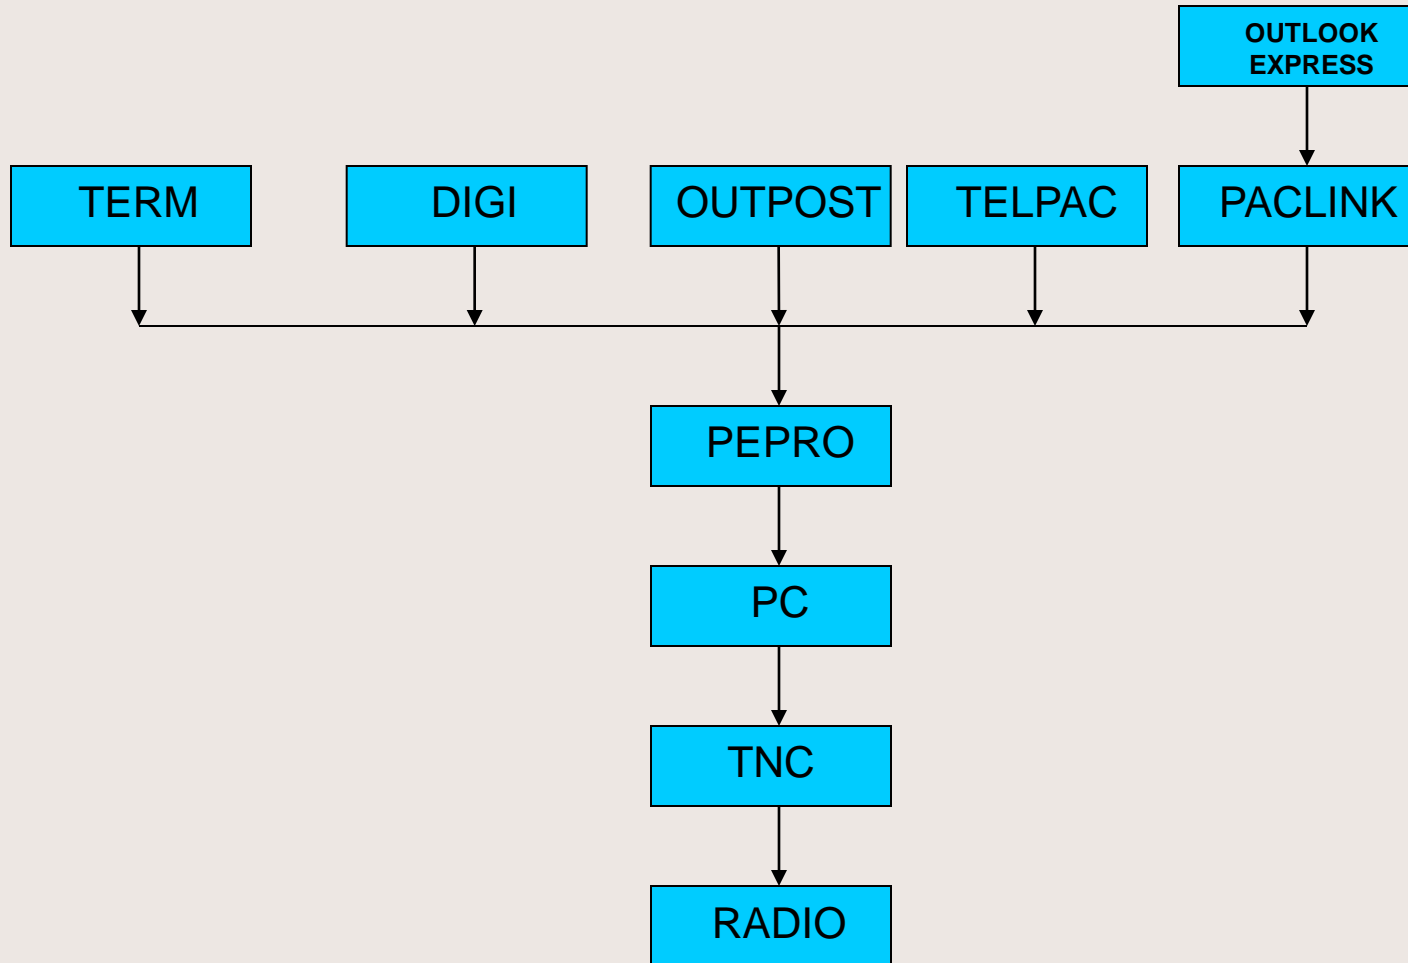 OUTLOOK
EXPRESS
TERM
DIGI
OUTPOST
TELPAC
PACLINK
PEPRO
PC
TNC
RADIO